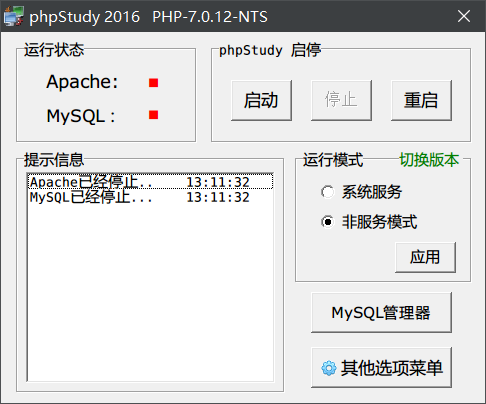 phpStudy 2016 PHP-7.0.12-NTS
运行状态
Apache:
MySQL :
phpStudy 启停
启动
停止
重启
提示信息
Apache已经停止.. 13:11:32
MySQL已经停止... 13:11:32
运行模式 切换版本
系统服务
非服务模式
应用
MySQL管理器
其他选项菜单